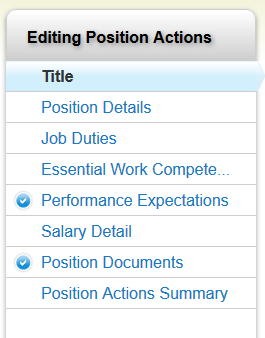 Editing Position Actions
Title
Position Details
Job Duties
Essential Work Compete...
Performance Expectations
Salary Detail
Position Documents
Position Actions Summary